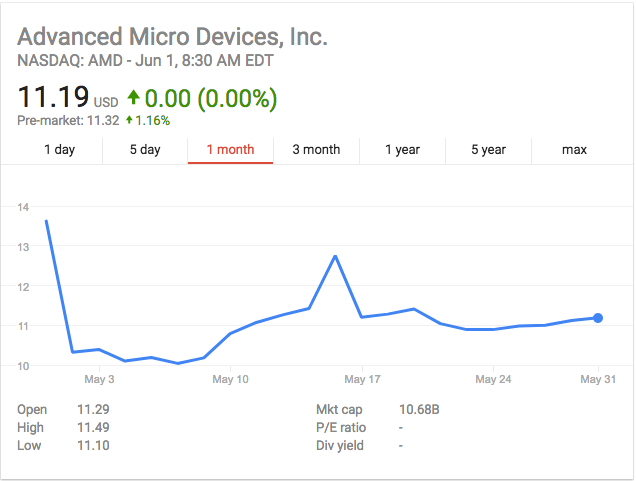 Advanced Micro Devices, Inc.
NASDAQ: AMD - Jun 1, 8:30 AM EDT
11.19 USD ↑ 0.00 (0.00%)
Pre-market: 11.32 ↑ 1.16%
1 day 5 day 1 month 3 month 1 year 5 year max
14
13
12
11
10
May 3 May 10 May 17 May 24 May 31
Open 11.29 Mkt cap 10.68B
High 11.49 P/E ratio -
Low 11.10 Div yield -